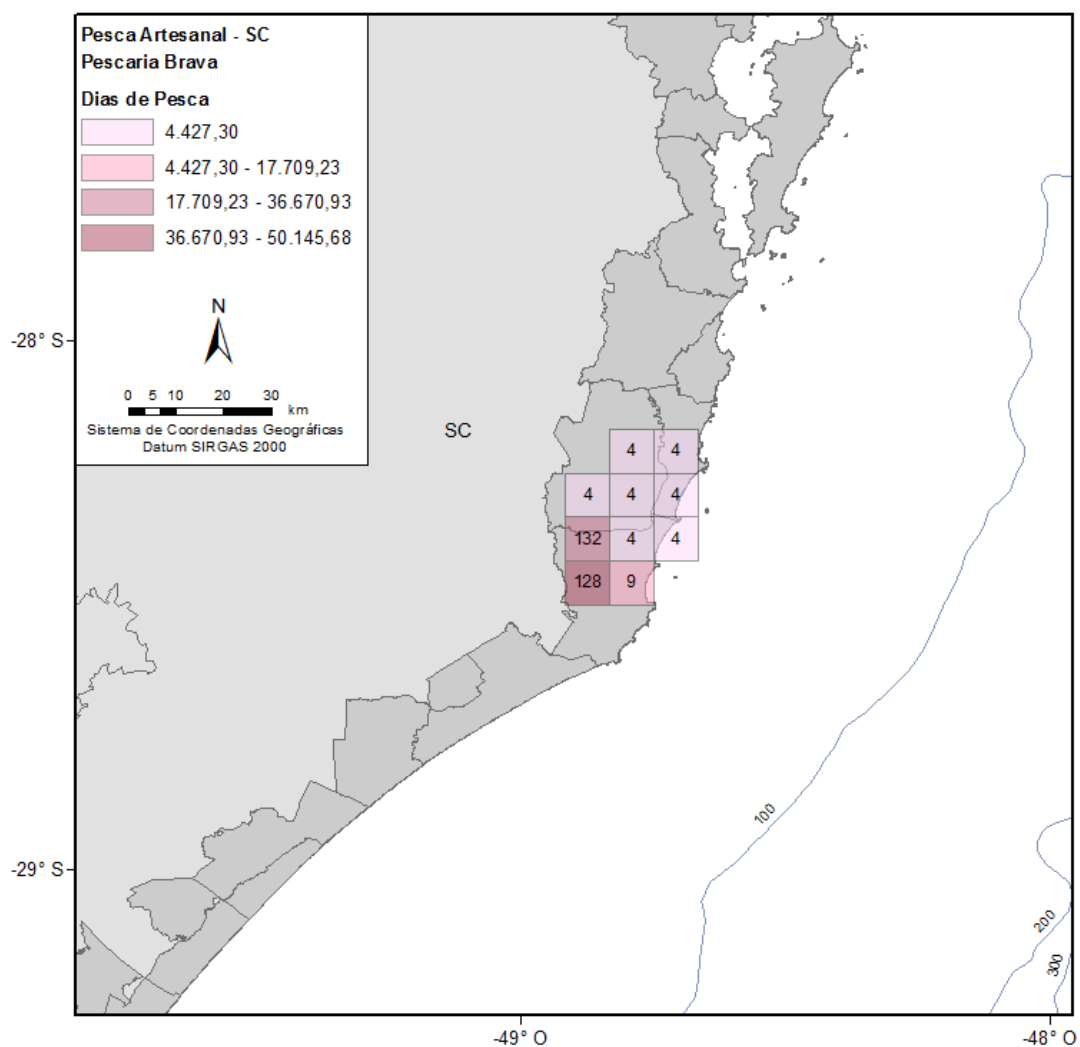 Pesca Artesanal - SC
Pescaria Brava
Dias de Pesca
4.427,30
4.427,30 - 17.709,23
17.709,23 - 36.670,93
36.670,93 - 50.145,68
N
0 5 10 20 30
km
Sistema de Coordenadas Geográficas
Datum SIRGAS 2000
-28° S
SC
4 4
4 4 4
132 4 4
128 9
100
-29° S
200
300
-49° O
-48° O